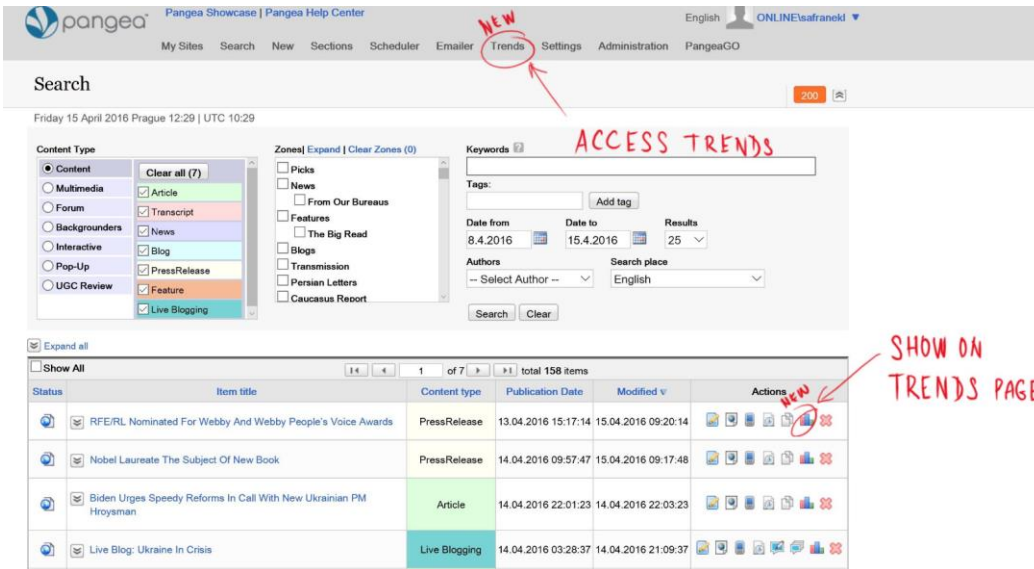 pangea
Pangea Showcase | Pangea Help Center
English ONLINE\safranekl
NEW
My Sites Search New Sections Scheduler Emailer Trends Settings Administration PangeaGO
Search
200
Friday 15 April 2016 Prague 12:29 | UTC 10:29
ACCESS TRENDS
Content Type
Content
Multimedia
Forum
Backgrounders
Interactive
Pop-Up
UGC Review
Clear all (7)
Article
Transcript
News
Blog
PressRelease
Feature
Live Blogging
Zones| Expand | Clear Zones (0)
Picks
News
From Our Bureaus
Features
The Big Read
Blogs
Transmission
Persian Letters
Caucasus Report
Keywords ?
Tags:
Add tag
Date from Date to Results
8.4.2016 15.4.2016 25
Authors Search place
-- Select Author -- English
Search Clear
Expand all
SHOW ON
TRENDS PAGE
Show All 1 of 7 total 158 items
Status Item title Content type Publication Date Modified Actions
NEW
RFE/RL Nominated For Webby And Webby People's Voice Awards PressRelease 13.04.2016 15:17:14 15.04.2016 09:20:14
Nobel Laureate The Subject Of New Book PressRelease 14.04.2016 09:57:47 15.04.2016 09:17:48
Biden Urges Speedy Reforms In Call With New Ukrainian PM
Hroysman Article 14.04.2016 22:01:23 14.04.2016 22:03:23
Live Blog: Ukraine In Crisis Live Blogging 14.04.2016 03:28:37 14.04.2016 21:09:37